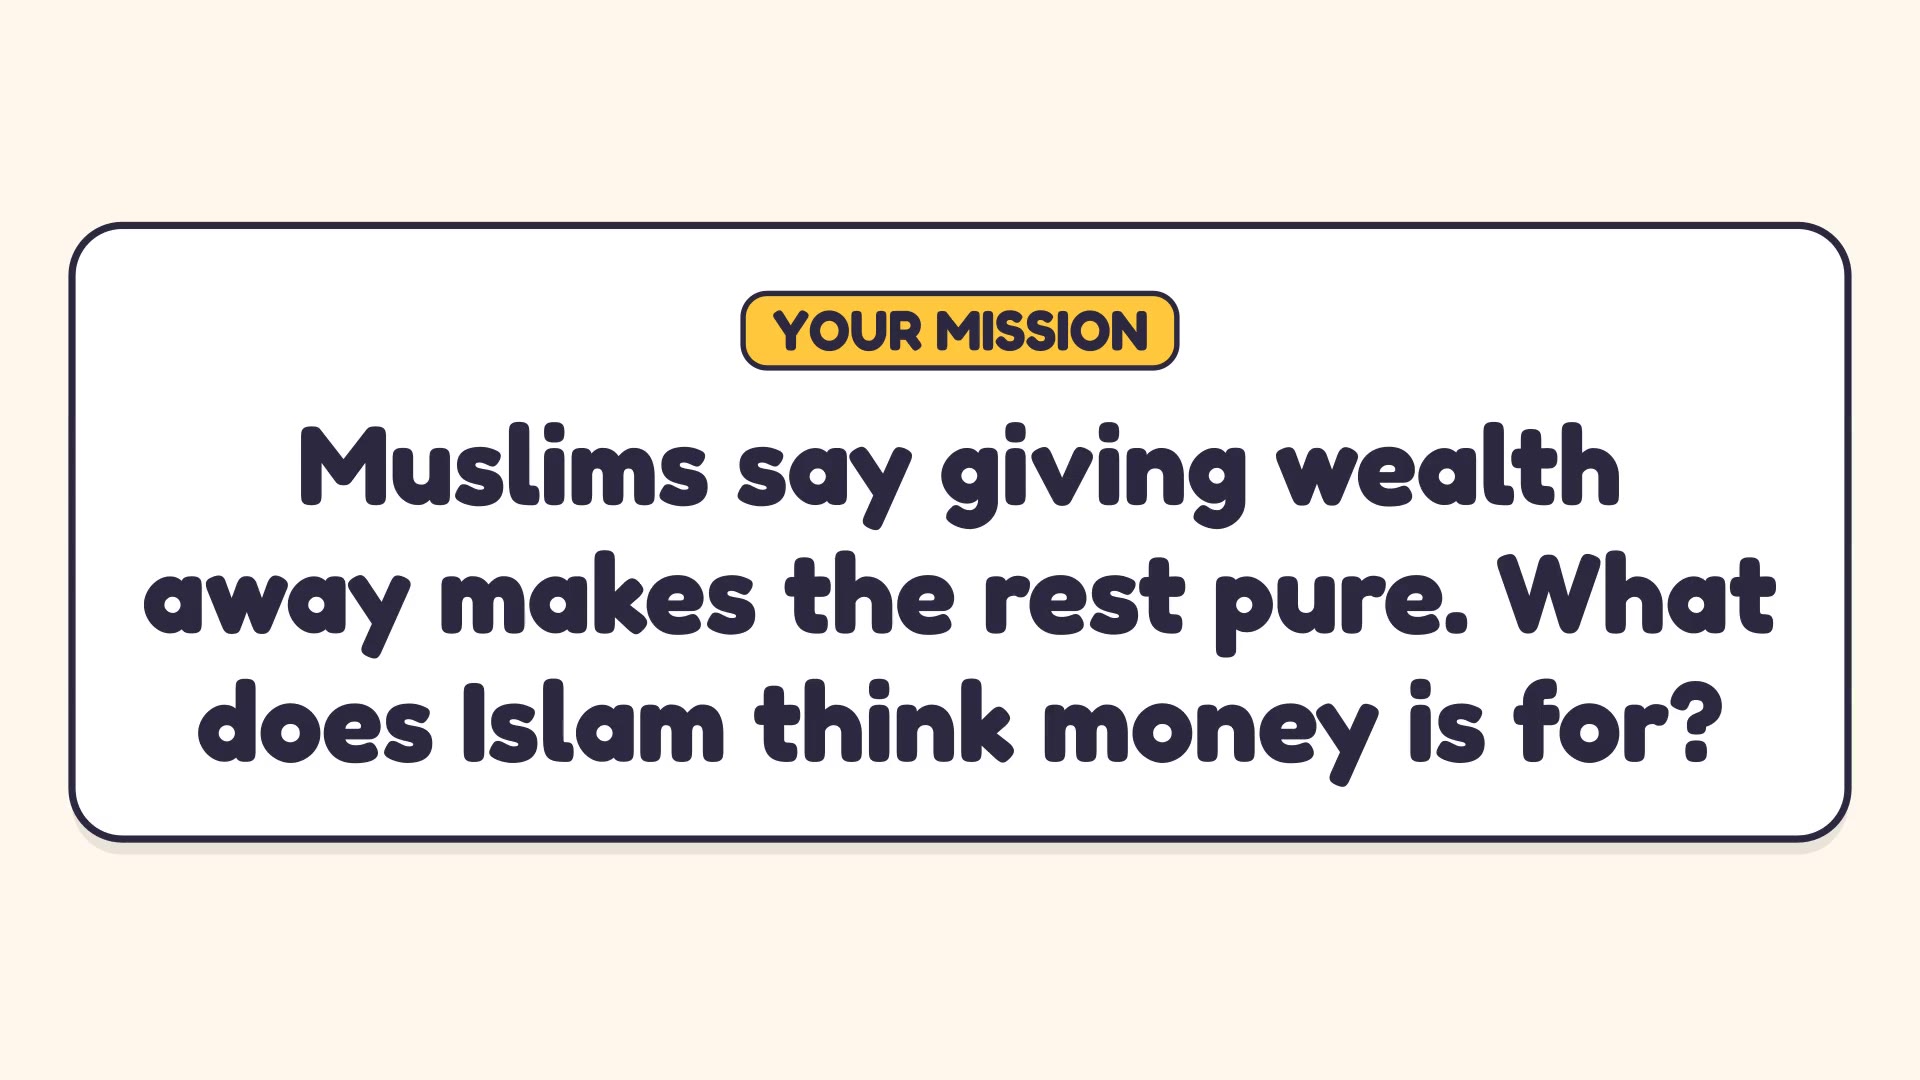 YOUR MISSION
Muslims say giving wealth
away makes the rest pure. What
does Islam think money is for?